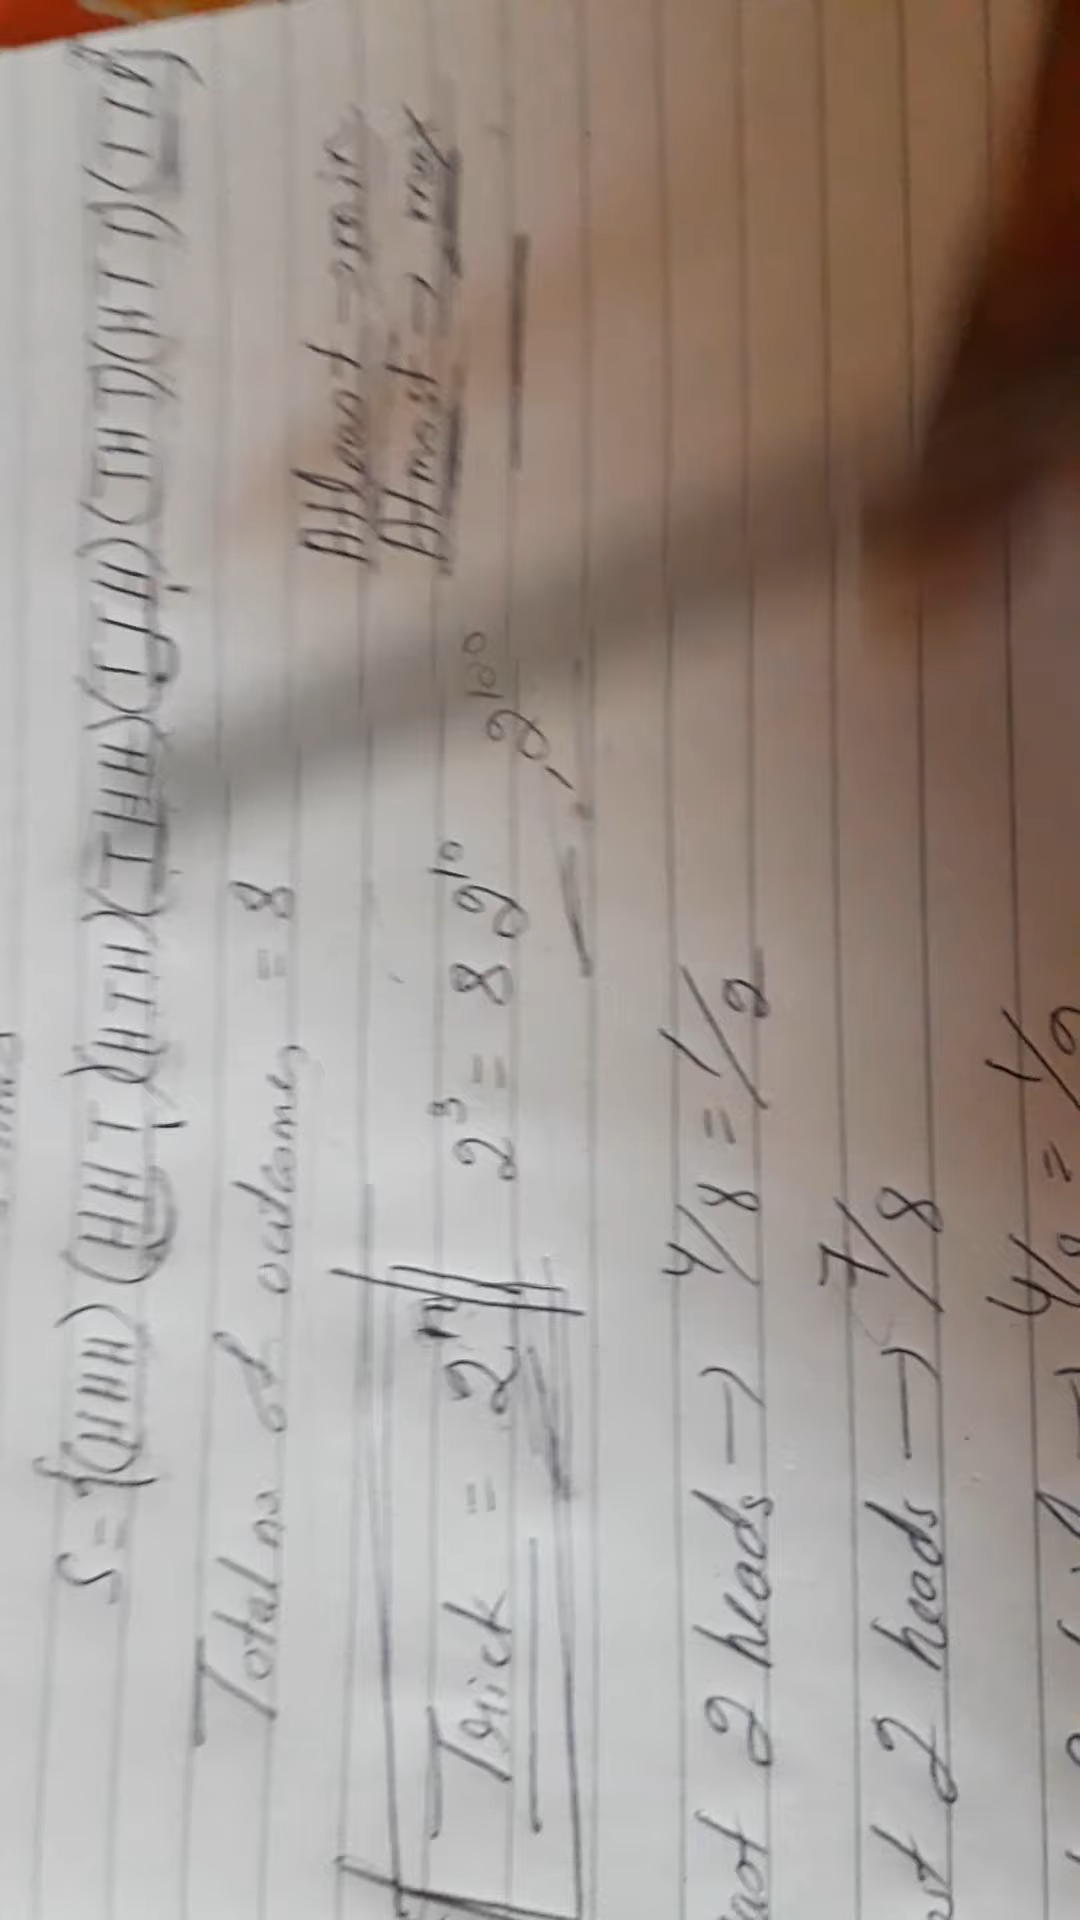 S = {(HHH) (HHT) (HTH) (THH) (TTH) (THT) (HTT) (TTT)}
Total no of outcomes = 8
Atleast → min
Atmost → max
Trick = 2ⁿ 2³ = 8 2¹⁰ , 2¹⁰⁰
2 heads → 4/8 = 1/2
2 heads → 7/8